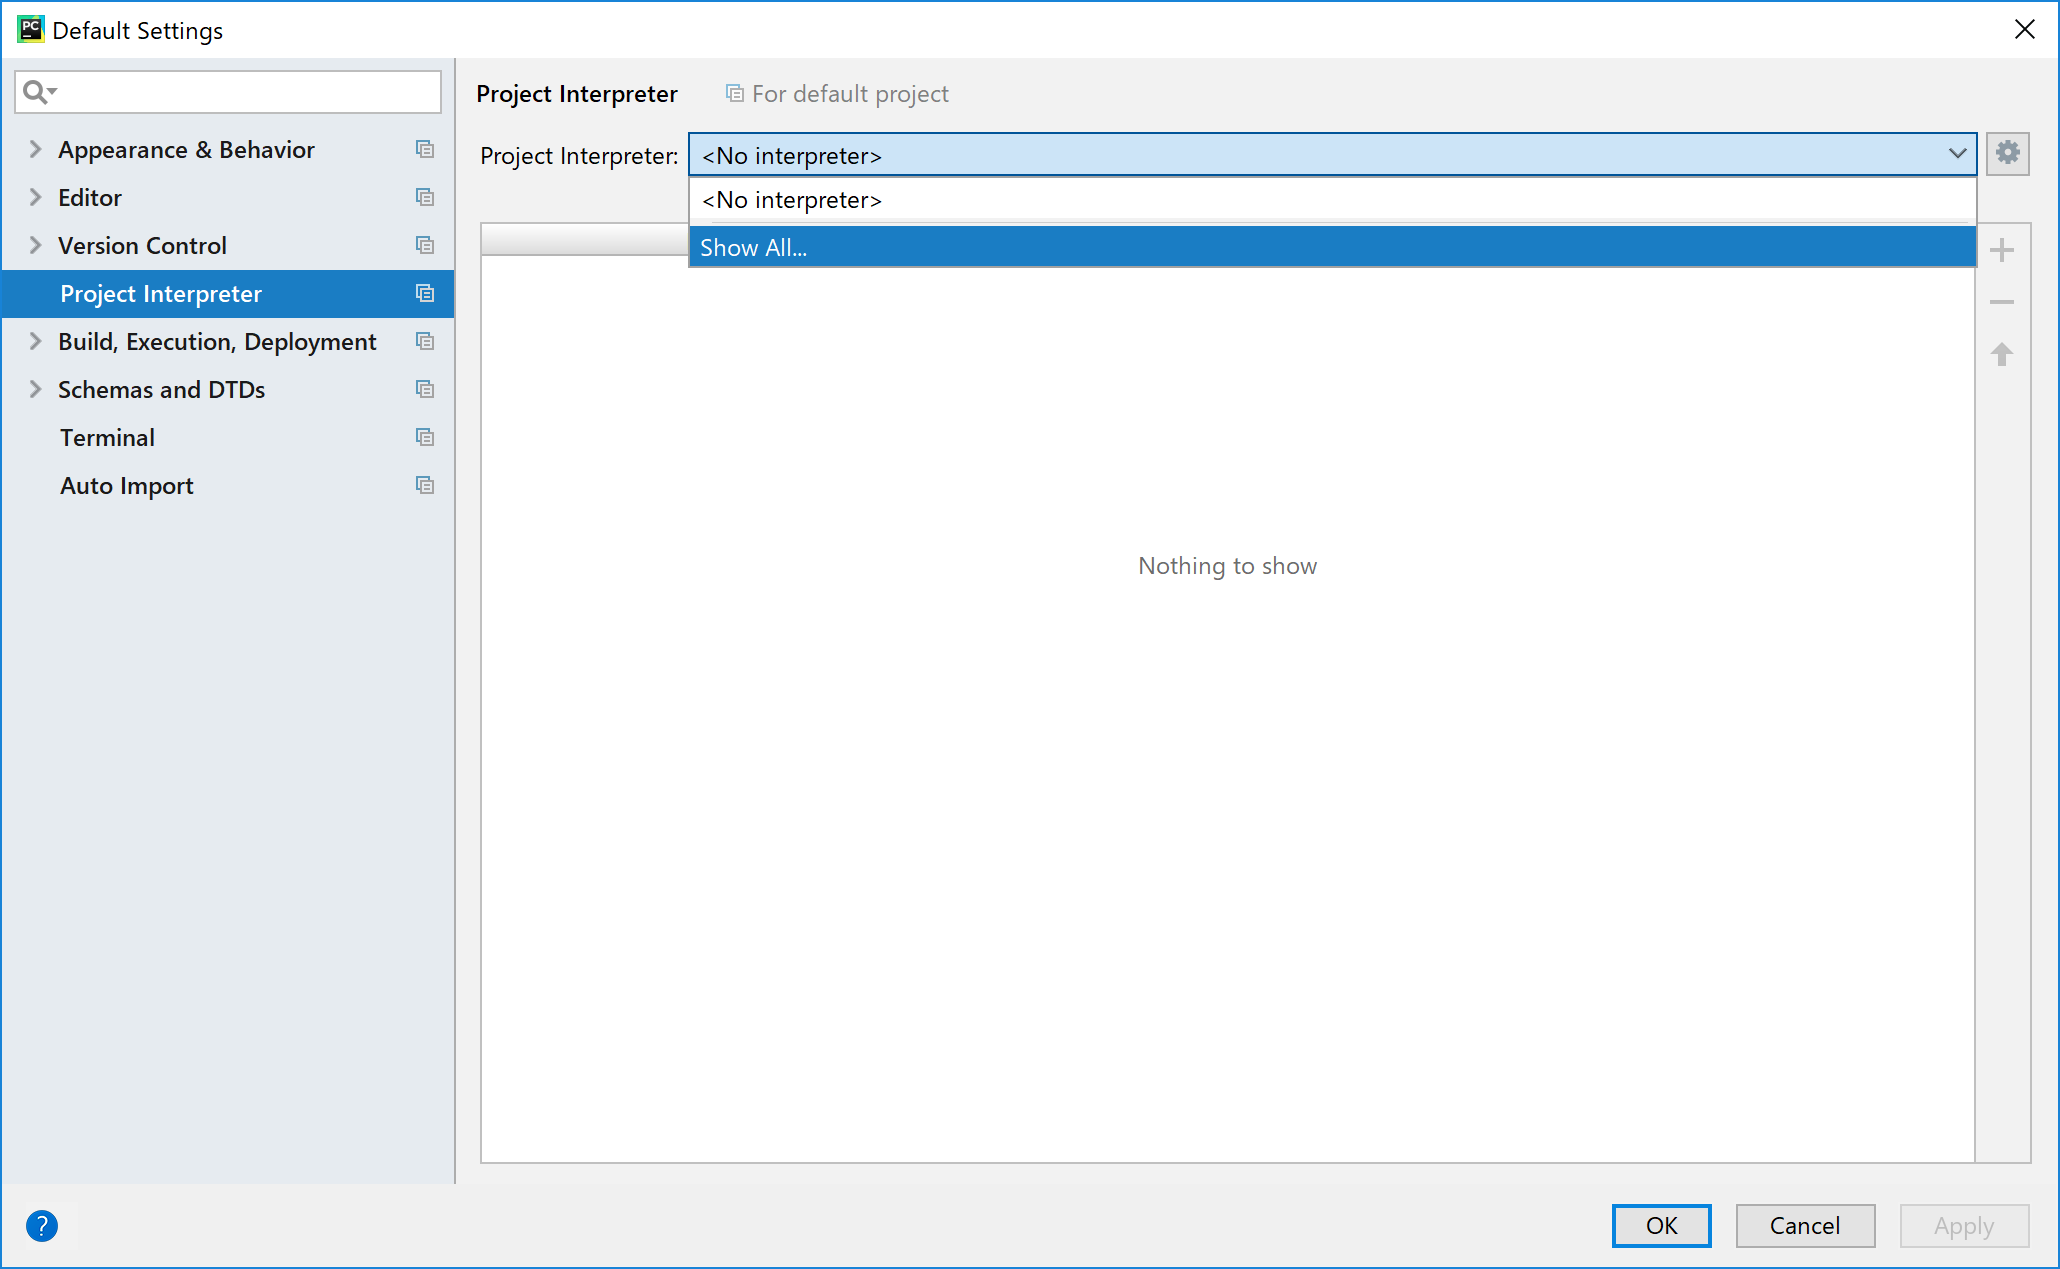 PC Default Settings
Appearance & Behavior
Editor
Version Control
Project Interpreter
Build, Execution, Deployment
Schemas and DTDs
Terminal
Auto Import
Project Interpreter For default project
Project Interpreter: <No interpreter>
<No interpreter>
Show All...
Nothing to show
?
OK Cancel Apply